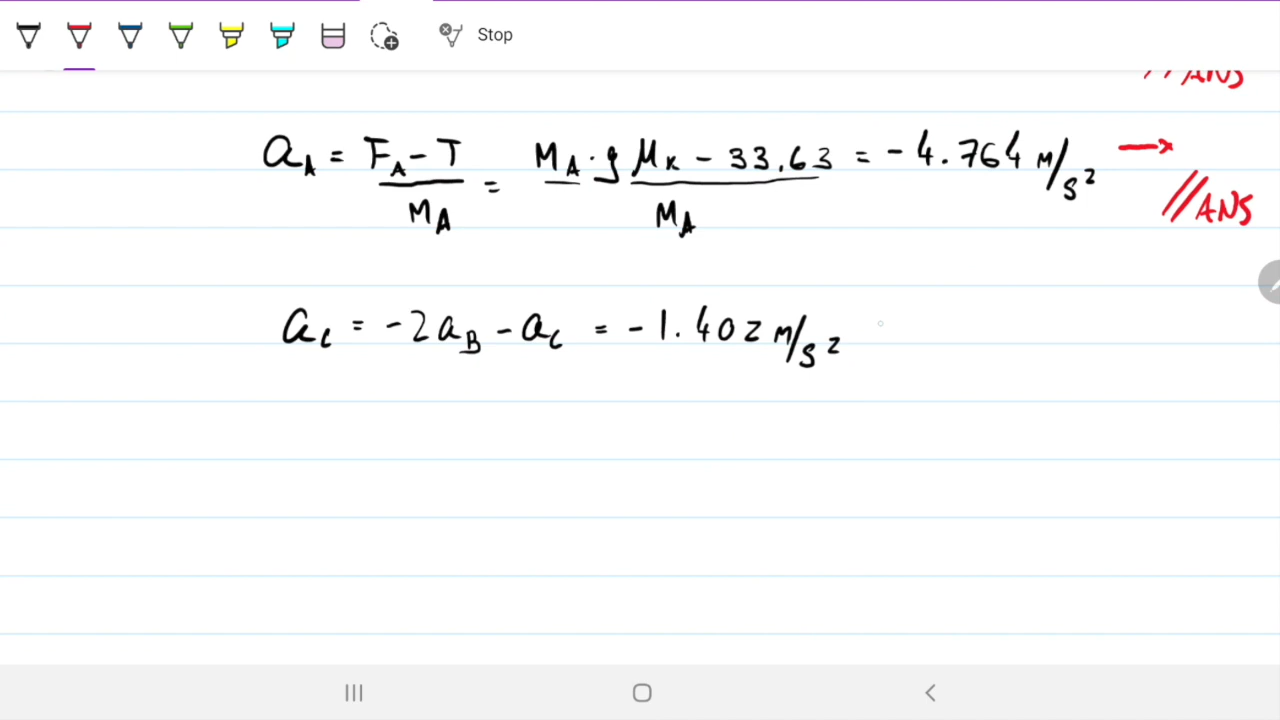 Stop
//ANS
a_A = F_A - T / M_A = M_A · g μ_K - 33.63 / M_A = -4.764 M/S² → //ANS
a_C = -2a_B - a_C = -1.402 M/S²